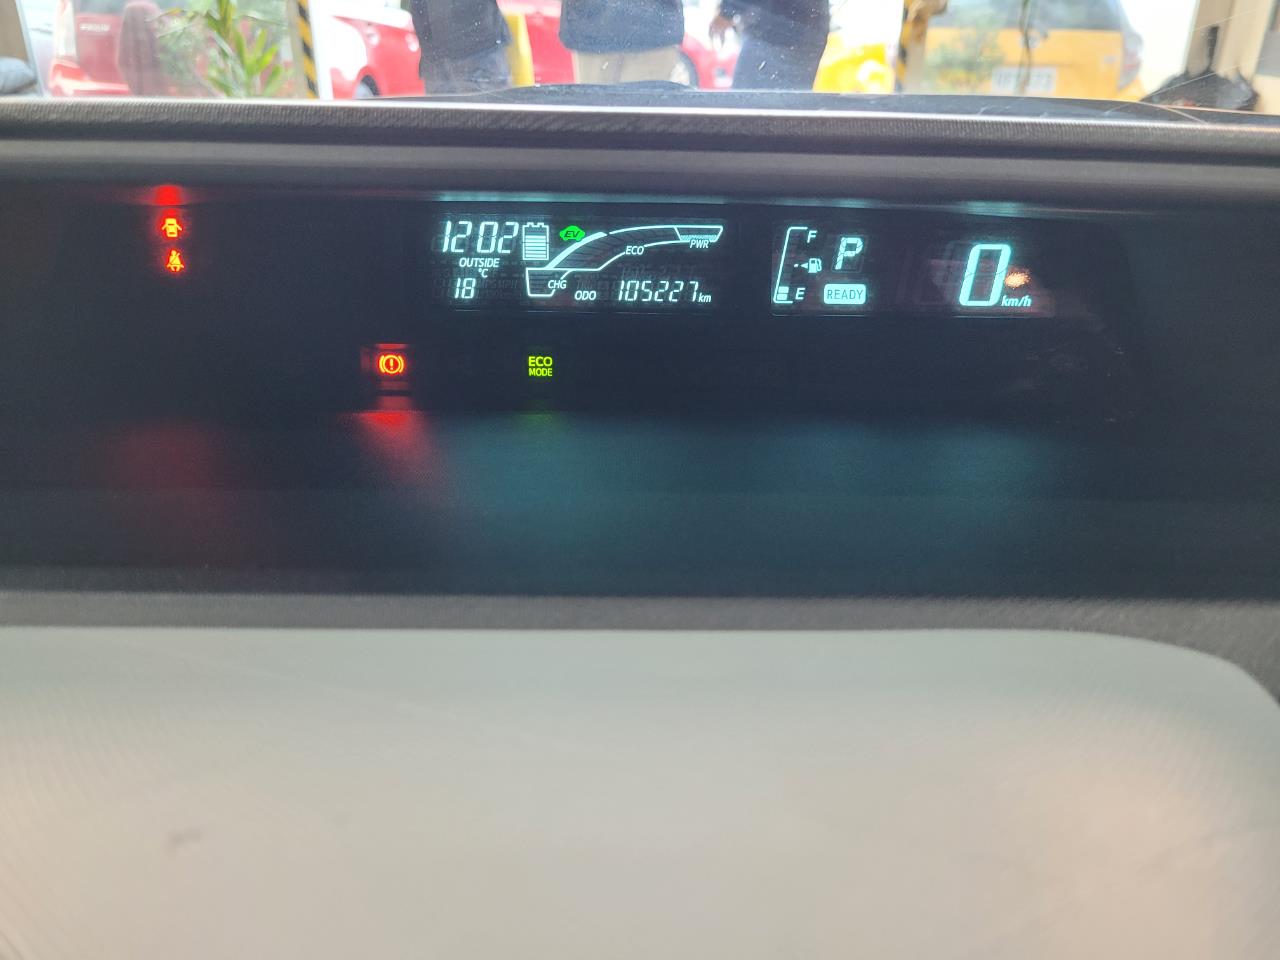 12:02
EV
OUTSIDE
°C
18
ECO
PWR
CHG
ODO 105227 km
F
E
P
READY
0 km/h
ECO
MODE